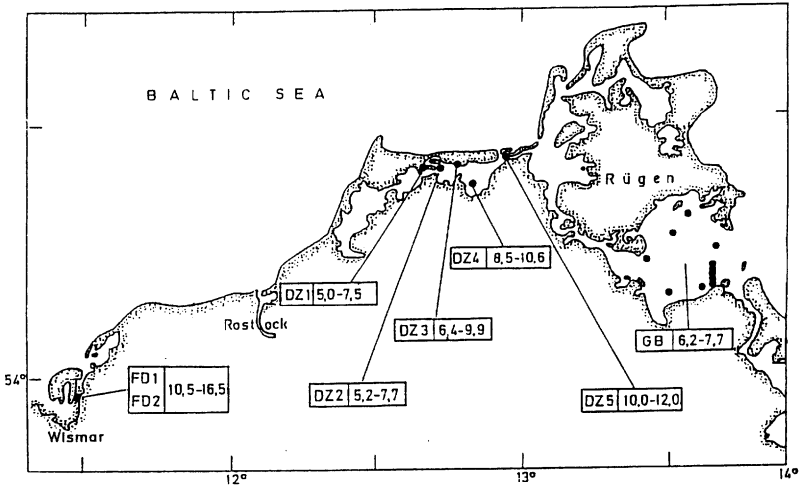 BALTIC SEA
Rügen
DZ4 8,5-10,6
DZ1 5,0-7,5
Rostock
DZ3 6,4-9,9
GB 6,2-7,7
54°
FD1
FD2
10,5-16,5
DZ2 5,2-7,7
DZ5 10,0-12,0
Wismar
12°
13°
14°